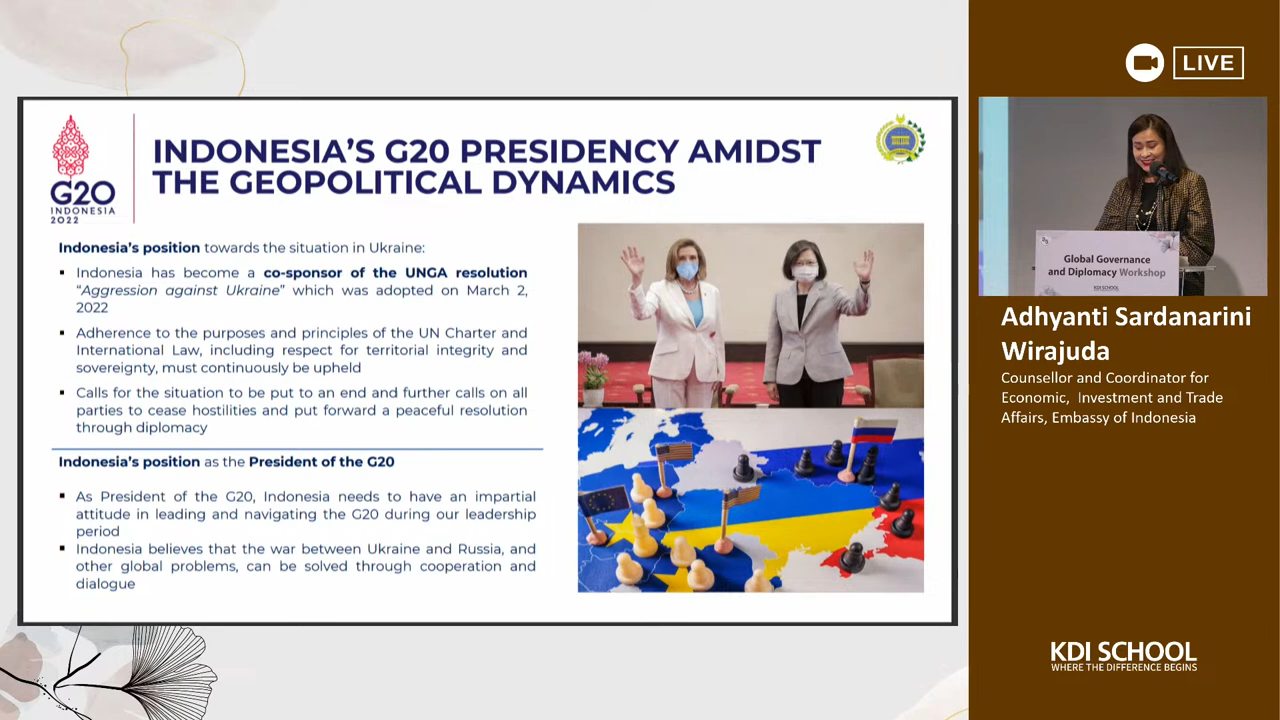 LIVE
G20
INDONESIA
2022
INDONESIA'S G20 PRESIDENCY AMIDST
THE GEOPOLITICAL DYNAMICS
Indonesia's position towards the situation in Ukraine:
▪ Indonesia has become a co-sponsor of the UNGA resolution
"Aggression against Ukraine" which was adopted on March 2,
2022
▪ Adherence to the purposes and principles of the UN Charter and
International Law, including respect for territorial integrity and
sovereignty, must continuously be upheld
▪ Calls for the situation to be put to an end and further calls on all
parties to cease hostilities and put forward a peaceful resolution
through diplomacy
Indonesia's position as the President of the G20
▪ As President of the G20, Indonesia needs to have an impartial
attitude in leading and navigating the G20 during our leadership
period
▪ Indonesia believes that the war between Ukraine and Russia, and
other global problems, can be solved through cooperation and
dialogue
Global Governance
and Diplomacy Workshop
KDI SCHOOL
Adhyanti Sardanarini
Wirajuda
Counsellor and Coordinator for
Economic, Investment and Trade
Affairs, Embassy of Indonesia
KDI SCHOOL
WHERE THE DIFFERENCE BEGINS